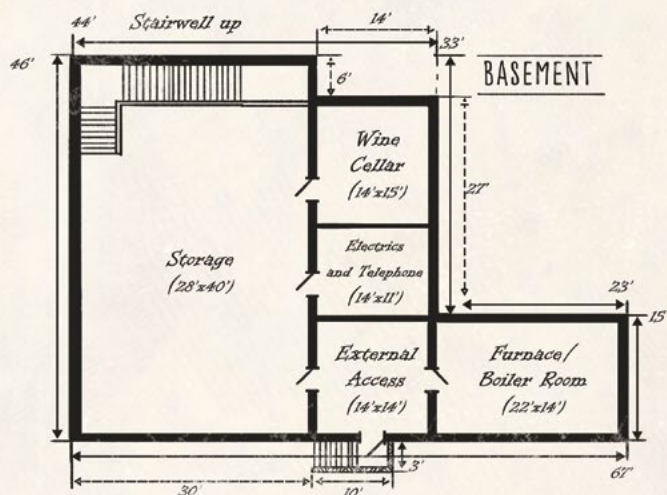 44'
Stairwell up
14'
33'
46'
6'
BASEMENT
Wine
Cellar
(14'x15')
27'
Storage
(28'x40')
Electrics
and Telephone
(14'x11')
23'
15'
External
Access
(14'x14')
Furnace/
Boiler Room
(22'x14')
3'
67'
30'
10'